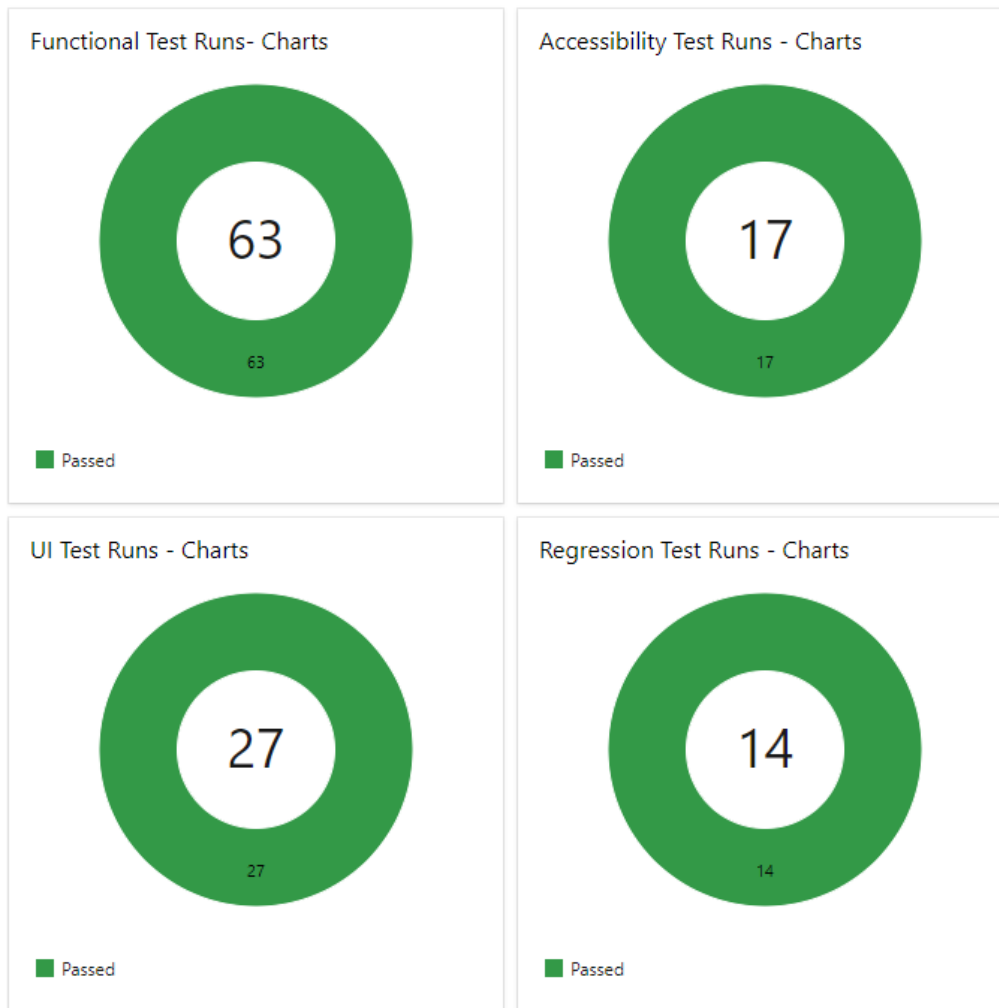 Functional Test Runs- Charts
63
63
Passed
Accessibility Test Runs - Charts
17
17
Passed
UI Test Runs - Charts
27
27
Passed
Regression Test Runs - Charts
14
14
Passed